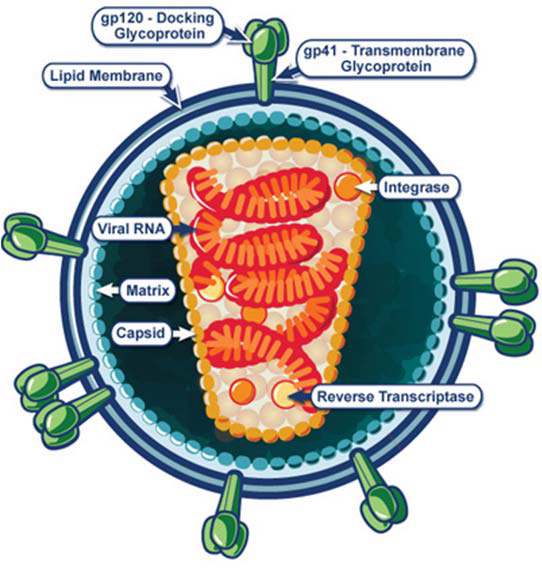 gp120 - Docking
Glycoprotein
gp41 - Transmembrane
Glycoprotein
Lipid Membrane
Integrase
Viral RNA
Matrix
Capsid
Reverse Transcriptase